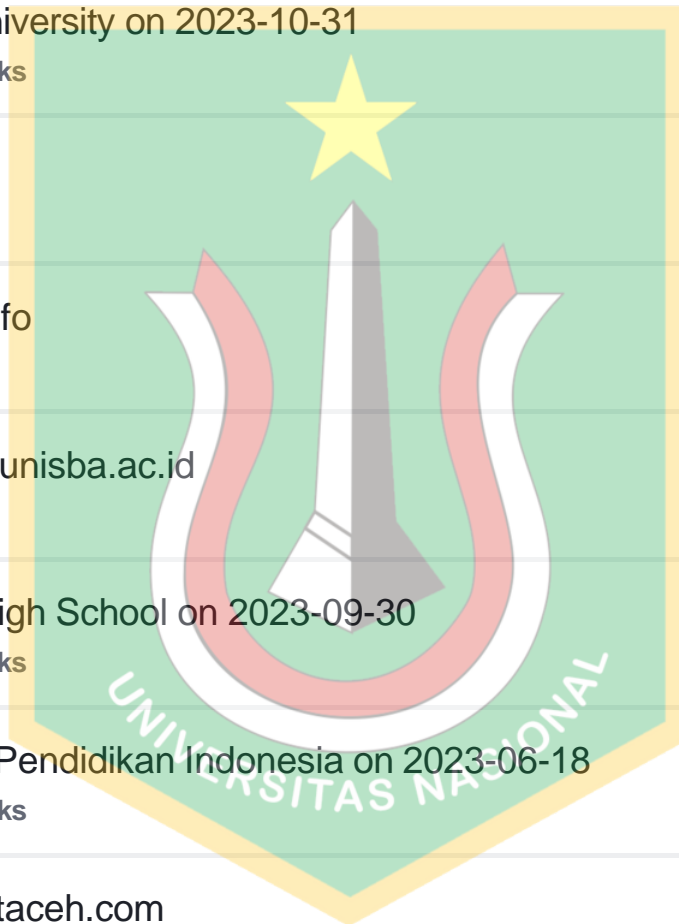 iversity on 2023-10-31
ks
fo
unisba.ac.id
igh School on 2023-09-30
ks
Pendidikan Indonesia on 2023-06-18
ks
taceh.com
UNIVERSITAS NASIONAL